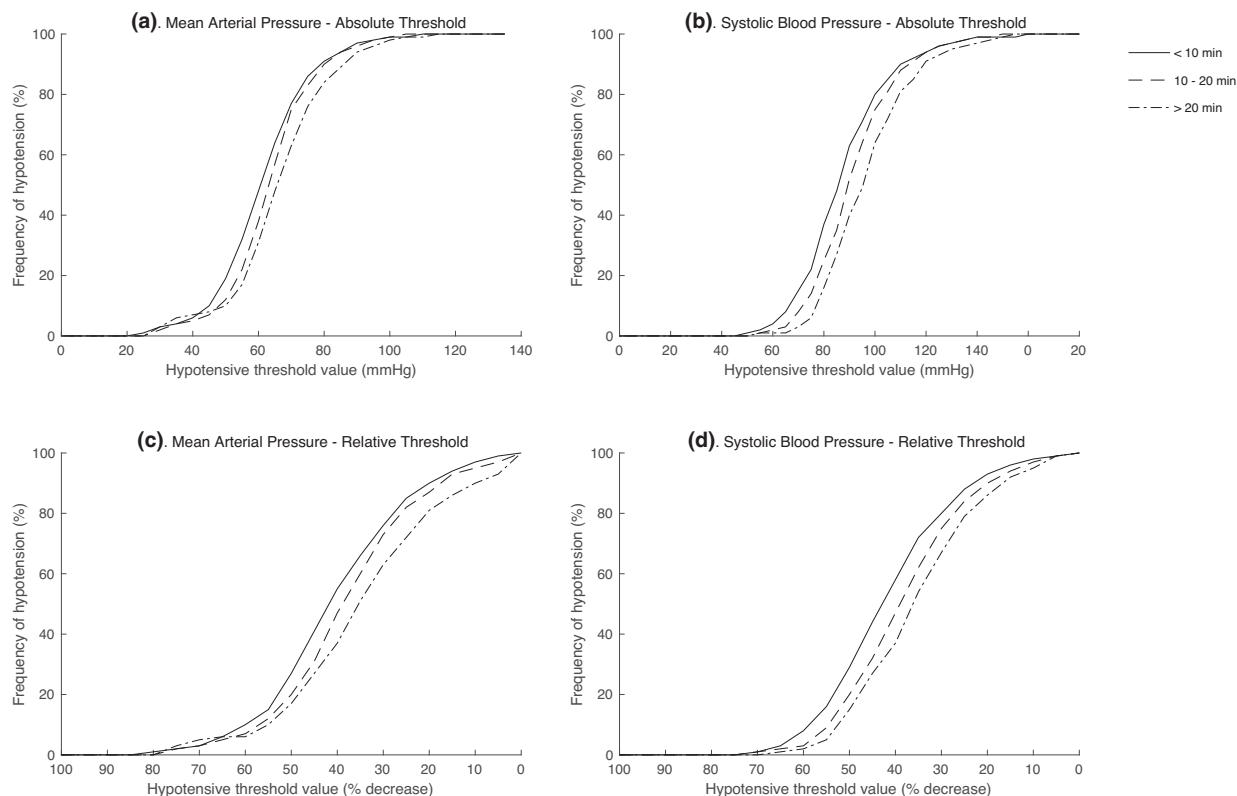 (a). Mean Arterial Pressure - Absolute Threshold
Frequency of hypotension (%)
100
80
60
40
20
0
0 20 40 60 80 100 120 140
Hypotensive threshold value (mmHg)
(b). Systolic Blood Pressure - Absolute Threshold
Frequency of hypotension (%)
100
80
60
40
20
0
0 20 40 60 80 100 120 140 0 20
Hypotensive threshold value (mmHg)
< 10 min
10 - 20 min
> 20 min
(c). Mean Arterial Pressure - Relative Threshold
Frequency of hypotension (%)
100
80
60
40
20
0
100 90 80 70 60 50 40 30 20 10 0
Hypotensive threshold value (% decrease)
(d). Systolic Blood Pressure - Relative Threshold
Frequency of hypotension (%)
100
80
60
40
20
0
100 90 80 70 60 50 40 30 20 10 0
Hypotensive threshold value (% decrease)